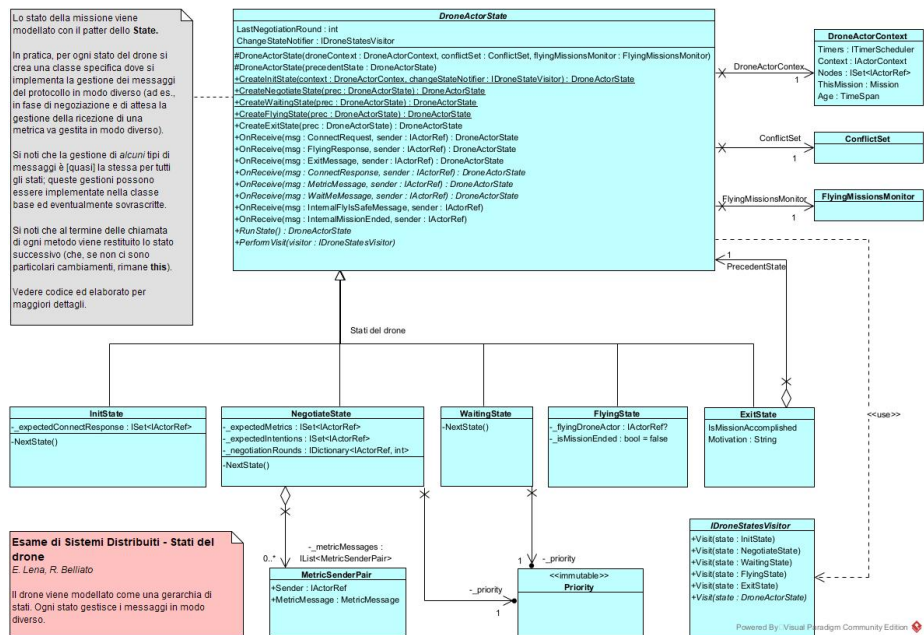 Lo stato della missione viene
modellato con il patter dello State.
In pratica, per ogni stato del drone si
crea una classe specifica dove si
implementa la gestione dei messaggi
del protocollo in modo diverso (ad es.,
in fase di negoziazione e di attesa la
gestione della ricezione di una
metrica va gestita in modo diverso).
Si noti che la gestione di alcuni tipi di
messaggi è [quasi] la stessa per tutti
gli stati; queste gestioni possono
essere implementate nella classe
base ed eventualmente sovrascritte.
Si noti che al termine delle chiamata
di ogni metodo viene restituito lo stato
successivo (che, se non ci sono
particolari cambiamenti, rimane this).
Vedere codice ed elaborato per
maggiori dettagli.
DroneActorState
LastNegotiationRound : int
ChangeStateNotifier : IDroneStatesVisitor
#DroneActorState(droneContext : DroneActorContext, conflictSet : ConflictSet, flyingMissionsMonitor : FlyingMissionsMonitor)
#DroneActorState(precedentState : DroneActorState)
+CreateInitState(context : DroneActorContex, changeStateNotifier : IDroneStateVisitor) : DroneActorState
+CreateNegotiateState(prec : DroneActorState) : DroneActorState
+CreateWaitingState(prec : DroneActorState) : DroneActorState
+CreateFlyingState(prec : DroneActorState) : DroneActorState
+CreateExitState(prec : DroneActorState) : DroneActorState
+OnReceive(msg : ConnectRequest, sender : IActorRef) : DroneActorState
+OnReceive(msg : FlyingResponse, sender : IActorRef) : DroneActorState
+OnReceive(msg : ExitMessage, sender : IActorRef) : DroneActorState
+OnReceive(msg : ConnectResponse, sender : IActorRef) : DroneActorState
+OnReceive(msg : MetricMessage, sender : IActorRef) : DroneActorState
+OnReceive(msg : WaitMeMessage, sender : IActorRef) : DroneActorState
+OnReceive(msg : InternalFlyIsSafeMessage, sender : IActorRef)
+OnReceive(msg : InternalMissionEnded, sender : IActorRef)
+RunState() : DroneActorState
+PerformVisit(visitor : IDroneStatesVisitor)
DroneActorContex
1
DroneActorContext
Timers : ITimerScheduler
Context : IActorContext
Nodes : ISet<IActorRef>
ThisMission : Mission
Age : TimeSpan
ConflictSet
1
ConflictSet
FlyingMissionsMonitor
1
FlyingMissionsMonitor
1
PrecedentState
Stati del drone
<<use>>
InitState
-_expectedConnectResponse : ISet<IActorRef>
-NextState()
NegotiateState
-_expectedMetrics : ISet<IActorRef>
-_expectedIntentions : ISet<IActorRef>
-_negotiationRounds : IDictionary<IActorRef, int>
-NextState()
WaitingState
-NextState()
FlyingState
-_flyingDroneActor : IActorRef?
-_isMissionEnded : bool = false
ExitState
IsMissionAccomplished
Motivation : String
Esame di Sistemi Distribuiti - Stati del
drone
E. Lena, R. Belliato
Il drone viene modellato come una gerarchia di
stati. Ogni stato gestisce i messaggi in modo
diverso.
0..*
-_metricMessages :
IList<MetricSenderPair>
MetricSenderPair
+Sender : IActorRef
+MetricMessage : MetricMessage
1
-_priority
-_priority
1
<<immutable>>
Priority
IDroneStatesVisitor
+Visit(state : InitState)
+Visit(state : NegotiateState)
+Visit(state : WaitingState)
+Visit(state : FlyingState)
+Visit(state : ExitState)
+Visit(state : DroneActorState)
Powered By: Visual Paradigm Community Edition